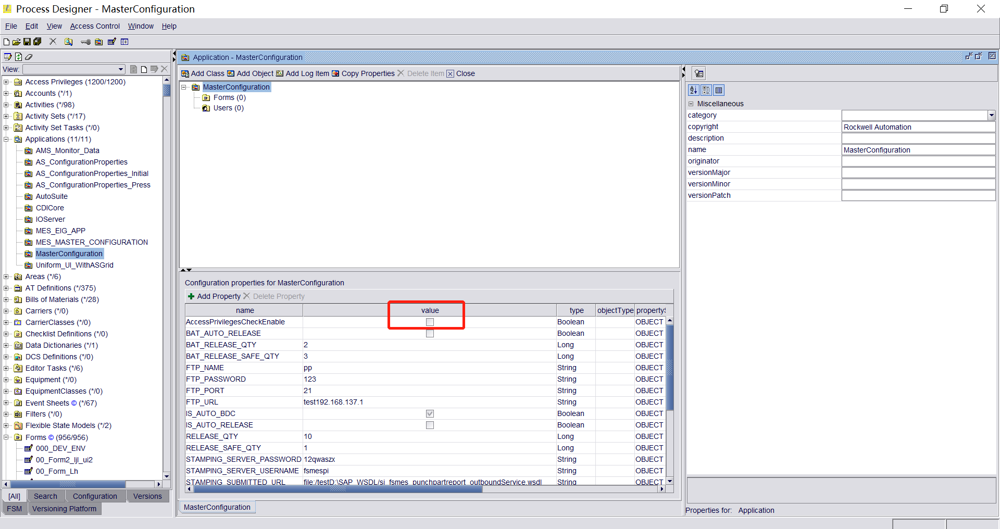 Process Designer - MasterConfiguration
File Edit View Access Control Window Help
View:
Access Privileges (1200/1200)
Accounts (*/1)
Activities (*/98)
Activity Sets (*/17)
Activity Set Tasks (*/0)
Applications (11/11)
AMS_Monitor_Data
AS_ConfigurationProperties
AS_ConfigurationProperties_Initial
AS_ConfigurationProperties_Press
AutoSuite
CDICore
IOServer
MES_EIG_APP
MES_MASTER_CONFIGURATION
MasterConfiguration
Uniform_UI_WithASGrid
Areas (*/6)
AT Definitions (*/375)
Bills of Materials (*/28)
Carriers (*/0)
CarrierClasses (*/0)
Checklist Definitions (*/0)
Data Dictionaries (*/1)
DCS Definitions (*/0)
Editor Tasks (*/6)
Equipment (*/0)
EquipmentClasses (*/0)
Event Sheets © (*/67)
Filters (*/0)
Flexible State Models (*/2)
Forms © (956/956)
000_DEV_ENV
00_Form2_ljl_ui2
00_Form_Lh
[All] Search Configuration Versions
FSM Versioning Platform
Application - MasterConfiguration
Add Class Add Object Add Log Item Copy Properties Delete Item Close
MasterConfiguration
Forms (0)
Users (0)
Configuration properties for MasterConfiguration
Add Property Delete Property
name value type objectType propertyS
AccessPrivilegesCheckEnable Boolean OBJECT
BAT_AUTO_RELEASE Boolean OBJECT
BAT_RELEASE_QTY 2 Long OBJECT
BAT_RELEASE_SAFE_QTY 3 Long OBJECT
FTP_NAME pp String OBJECT
FTP_PASSWORD 123 String OBJECT
FTP_PORT 21 String OBJECT
FTP_URL test192.168.137.1 String OBJECT
IS_AUTO_BDC Boolean OBJECT
IS_AUTO_RELEASE Boolean OBJECT
RELEASE_QTY 10 Long OBJECT
RELEASE_SAFE_QTY 1 Long OBJECT
STAMPING_SERVER_PASSWORD 12qwaszx String OBJECT
STAMPING_SERVER_USERNAME fsmespi String OBJECT
STAMPING_SUBMITTED_URL file:/testD:\SAP_WSDL/si_fsmes_punchpartreport_outboundService.wsdl String OBJECT
MasterConfiguration
Miscellaneous
category
copyright Rockwell Automation
description
name MasterConfiguration
originator
versionMajor
versionMinor
versionPatch
Properties for: Application